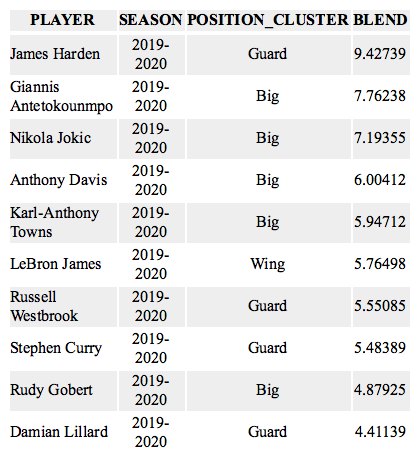 PLAYER SEASON POSITION_CLUSTER BLEND
James Harden 2019-2020 Guard 9.42739
Giannis Antetokounmpo 2019-2020 Big 7.76238
Nikola Jokic 2019-2020 Big 7.19355
Anthony Davis 2019-2020 Big 6.00412
Karl-Anthony Towns 2019-2020 Big 5.94712
LeBron James 2019-2020 Wing 5.76498
Russell Westbrook 2019-2020 Guard 5.55085
Stephen Curry 2019-2020 Guard 5.48389
Rudy Gobert 2019-2020 Big 4.87925
Damian Lillard 2019-2020 Guard 4.41139